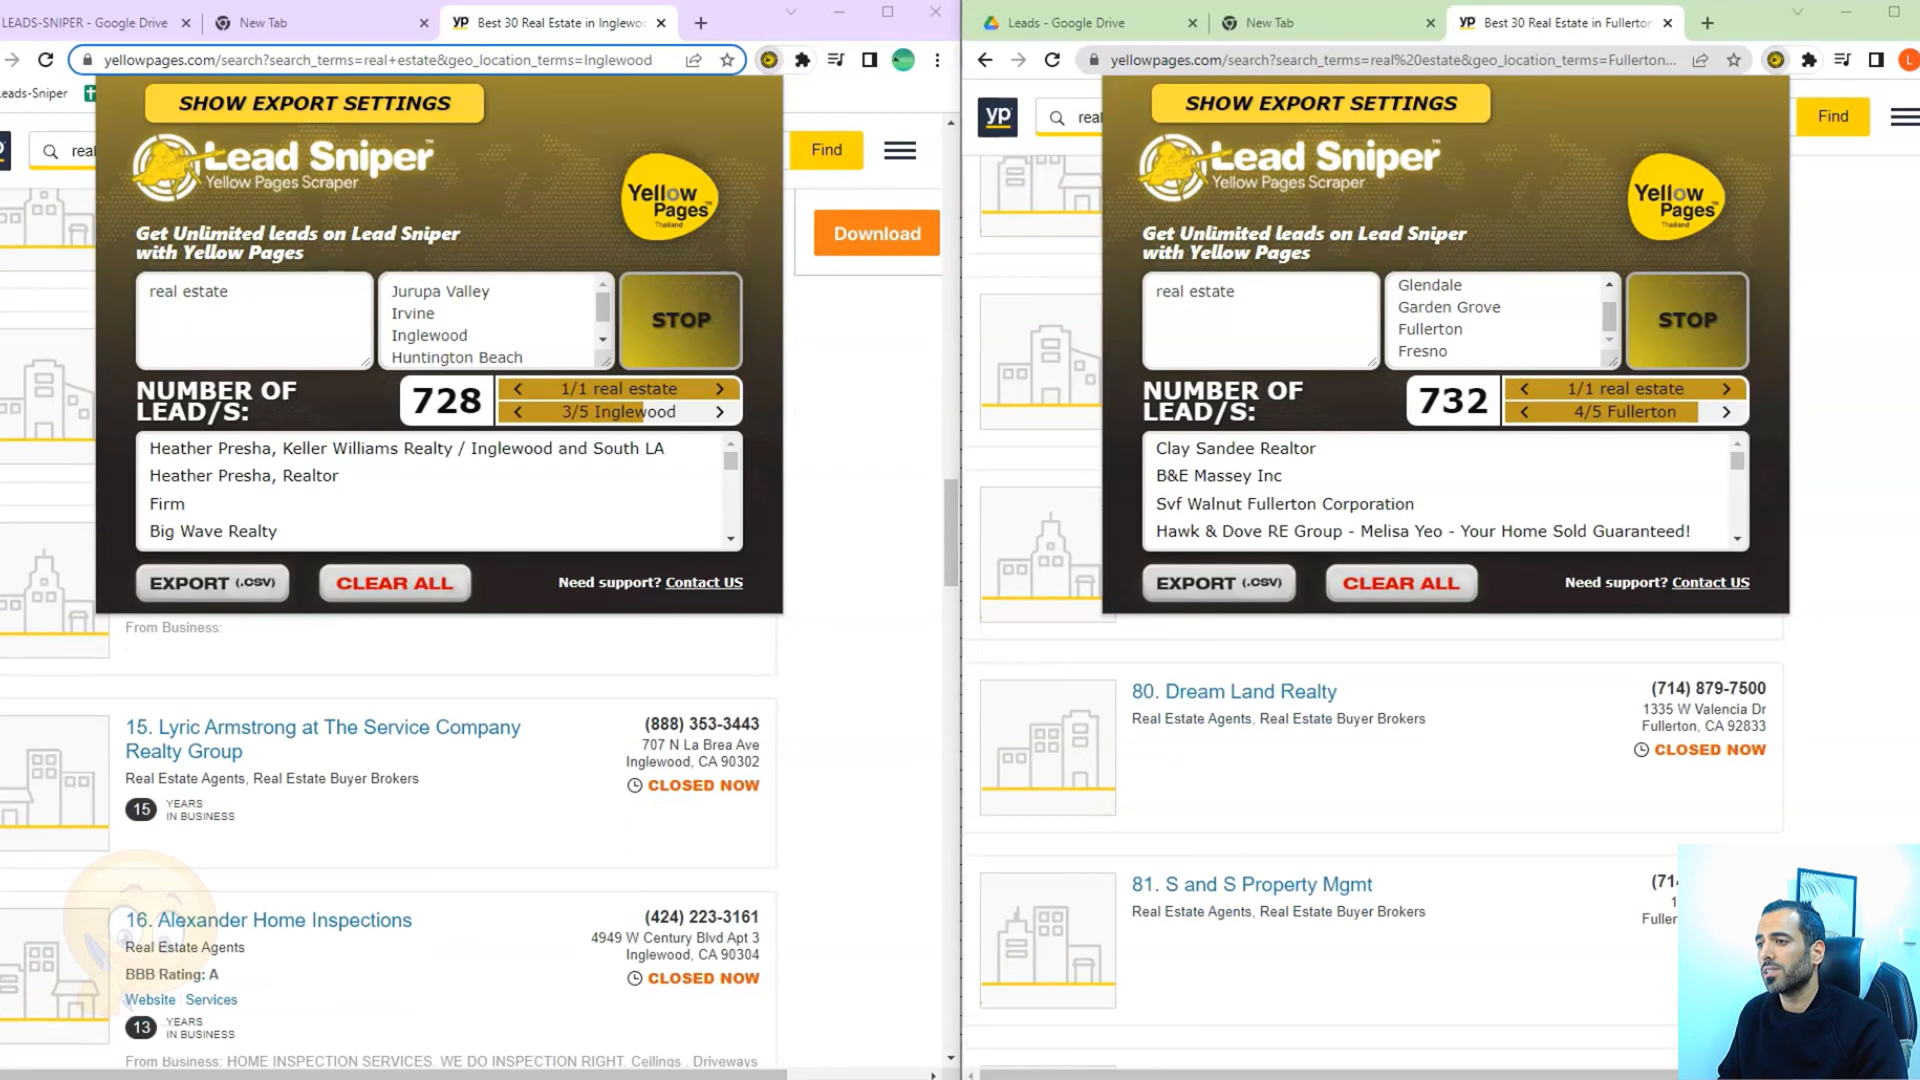 LEADS-SNIPER - Google Drive
New Tab
Best 30 Real Estate in Inglewoo
yellowpages.com/search?search_terms=real+estate&geo_location_terms=Inglewood
eads-Sniper
real
Find
Download
SHOW EXPORT SETTINGS
Lead Sniper™
Yellow Pages Scraper
Yellow Pages™
Thailand
Get Unlimited leads on Lead Sniper
with Yellow Pages
real estate
Jurupa Valley
Irvine
Inglewood
Huntington Beach
STOP
NUMBER OF
LEAD/S:
728
1/1 real estate
3/5 Inglewood
Heather Presha, Keller Williams Realty / Inglewood and South LA
Heather Presha, Realtor
Firm
Big Wave Realty
EXPORT (.CSV)
CLEAR ALL
Need support? Contact US
From Business:
15. Lyric Armstrong at The Service Company
Realty Group
Real Estate Agents, Real Estate Buyer Brokers
15 YEARS
IN BUSINESS
(888) 353-3443
707 N La Brea Ave
Inglewood, CA 90302
CLOSED NOW
16. Alexander Home Inspections
Real Estate Agents
BBB Rating: A
Website Services
13 YEARS
IN BUSINESS
From Business: HOME INSPECTION SERVICES. WE DO INSPECTION RIGHT. Ceilings , Driveways
(424) 223-3161
4949 W Century Blvd Apt 3
Inglewood, CA 90304
CLOSED NOW
Leads - Google Drive
New Tab
Best 30 Real Estate in Fullerton
yellowpages.com/search?search_terms=real%20estate&geo_location_terms=Fullerton...
L
yp
real
Find
SHOW EXPORT SETTINGS
Lead Sniper™
Yellow Pages Scraper
Yellow Pages™
Thailand
Get Unlimited leads on Lead Sniper
with Yellow Pages
real estate
Glendale
Garden Grove
Fullerton
Fresno
STOP
NUMBER OF
LEAD/S:
732
1/1 real estate
4/5 Fullerton
Clay Sandee Realtor
B&E Massey Inc
Svf Walnut Fullerton Corporation
Hawk & Dove RE Group - Melisa Yeo - Your Home Sold Guaranteed!
EXPORT (.CSV)
CLEAR ALL
Need support? Contact US
80. Dream Land Realty
Real Estate Agents, Real Estate Buyer Brokers
(714) 879-7500
1335 W Valencia Dr
Fullerton, CA 92833
CLOSED NOW
81. S and S Property Mgmt
Real Estate Agents, Real Estate Buyer Brokers
(71
1
Fuller